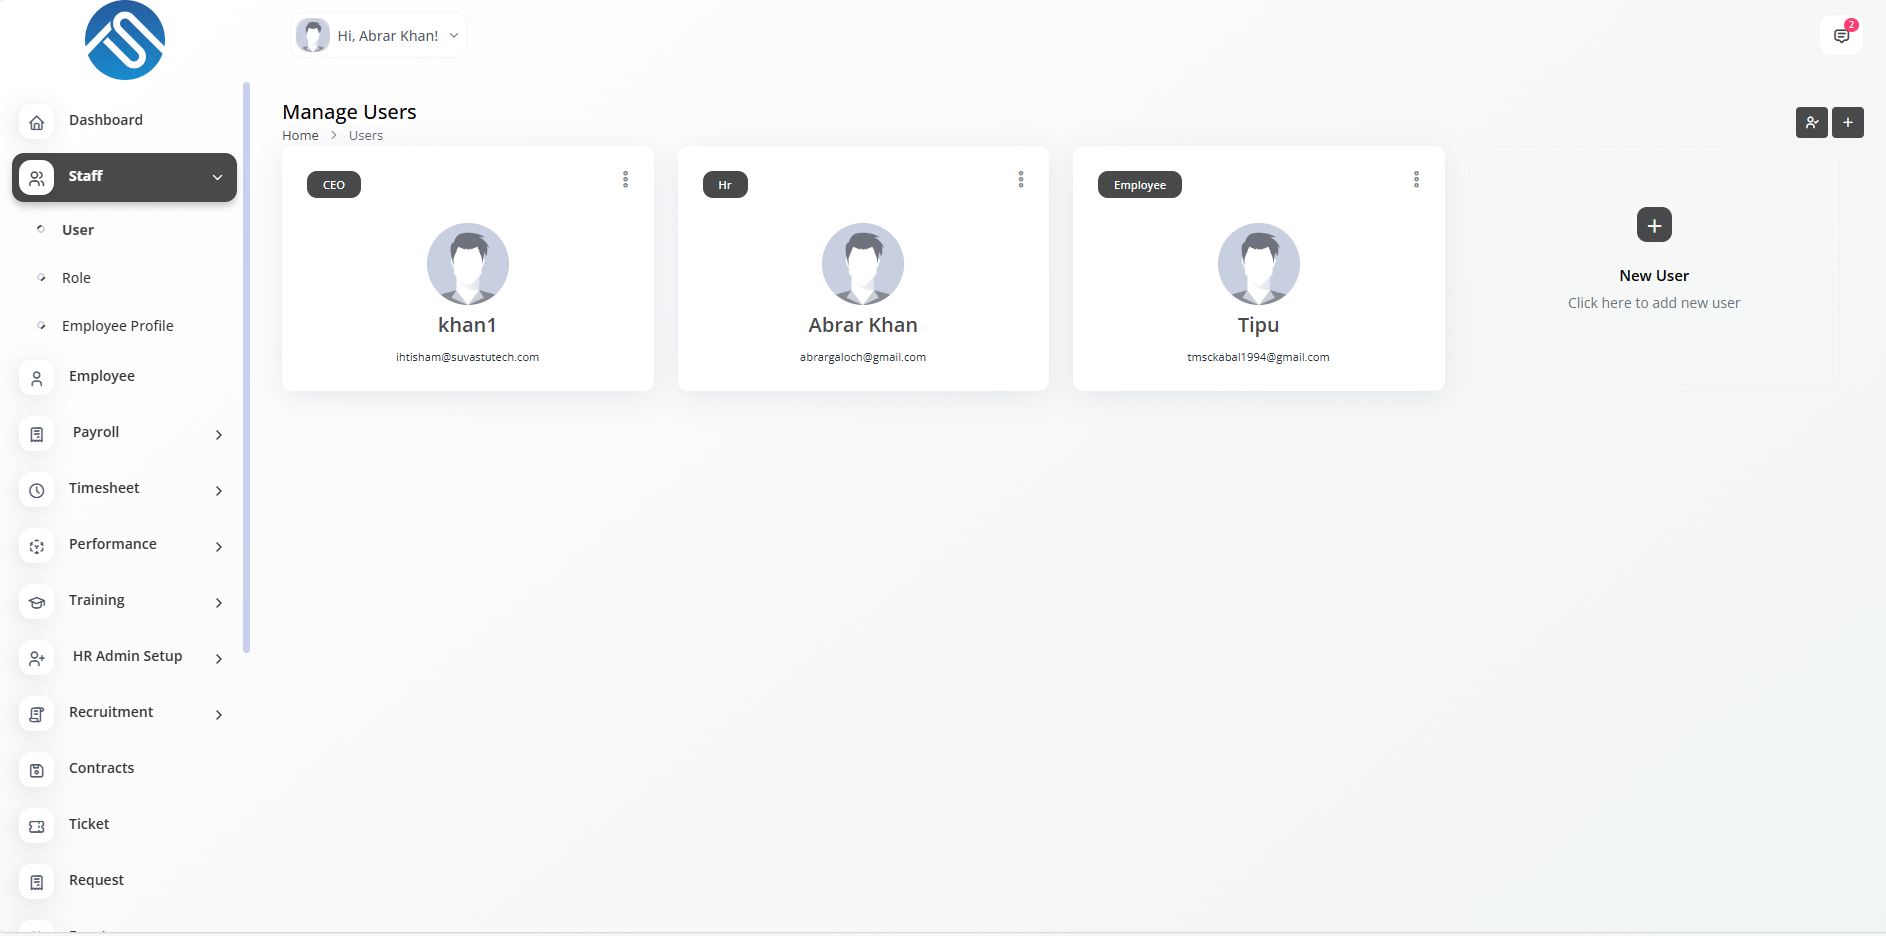 Hi, Abrar Khan!
2
Dashboard
Staff
User
Role
Employee Profile
Employee
Payroll
Timesheet
Performance
Training
HR Admin Setup
Recruitment
Contracts
Ticket
Request
Manage Users
Home > Users
CEO
khan1
ihtisham@suvastutech.com
Hr
Abrar Khan
abrargaloch@gmail.com
Employee
Tipu
tmsckabal1994@gmail.com
New User
Click here to add new user